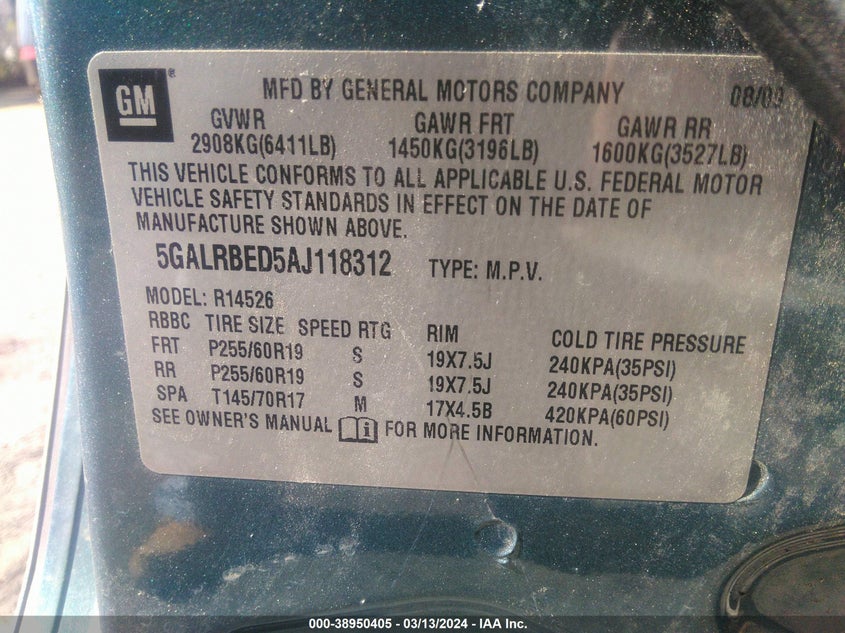 GM
MFD BY GENERAL MOTORS COMPANY 08/09
GVWR GAWR FRT GAWR RR
2908KG(6411LB) 1450KG(3196LB) 1600KG(3527LB)
THIS VEHICLE CONFORMS TO ALL APPLICABLE U.S. FEDERAL MOTOR
VEHICLE SAFETY STANDARDS IN EFFECT ON THE DATE OF
MANUFACTURE SHOWN ABOVE.
5GALRBED5AJ118312 TYPE: M.P.V.
MODEL: R14526
RBBC TIRE SIZE SPEED RTG RIM COLD TIRE PRESSURE
FRT P255/60R19 S 19X7.5J 240KPA(35PSI)
RR P255/60R19 S 19X7.5J 240KPA(35PSI)
SPA T145/70R17 M 17X4.5B 420KPA(60PSI)
SEE OWNER'S MANUAL i FOR MORE INFORMATION.
000-38950405 — 03/13/2024 — IAA Inc.